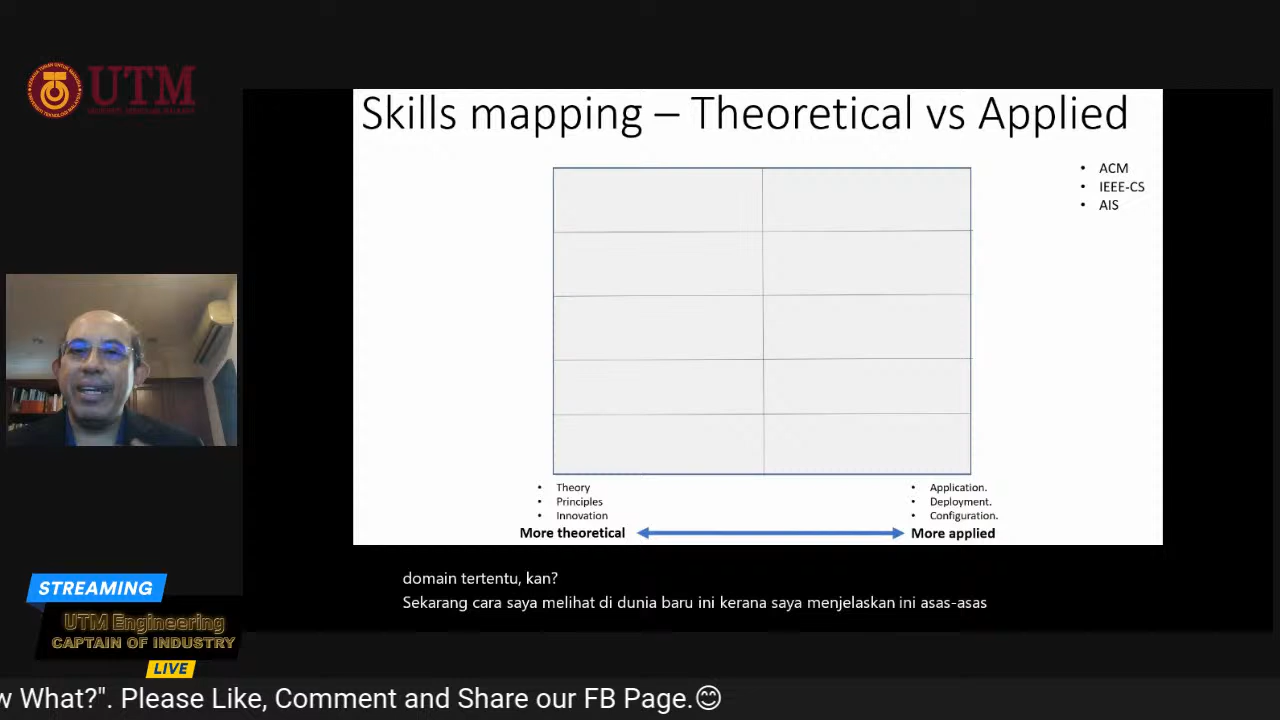 UTM
Skills mapping – Theoretical vs Applied
• ACM
• IEEE-CS
• AIS
• Theory
• Principles
• Innovation
More theoretical
• Application.
• Deployment.
• Configuration.
More applied
domain tertentu, kan?
Sekarang cara saya melihat di dunia baru ini kerana saya menjelaskan ini asas-asas
STREAMING
UTM Engineering
CAPTAIN OF INDUSTRY
LIVE
What?". Please Like, Comment and Share our FB Page.😊